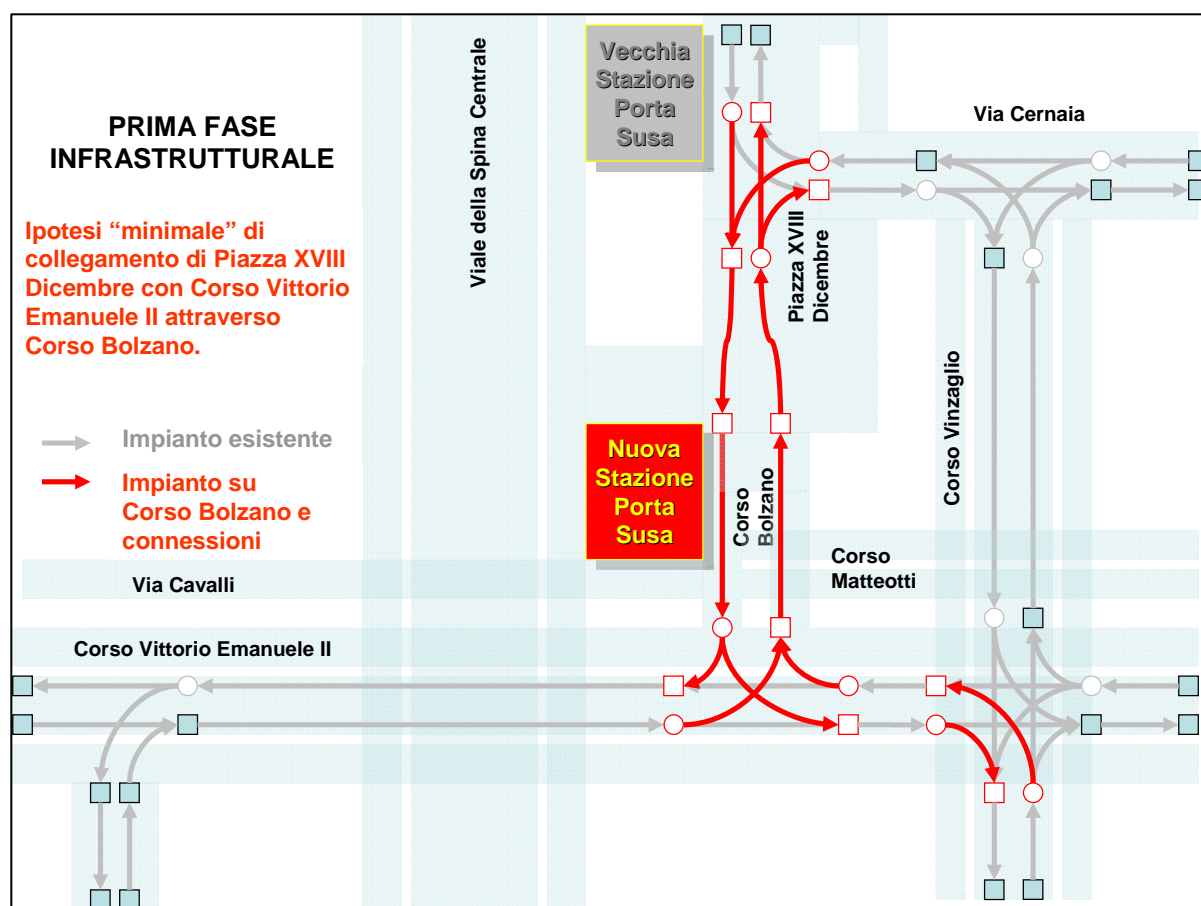 PRIMA FASE
INFRASTRUTTURALE
Ipotesi “minimale” di
collegamento di Piazza XVIII
Dicembre con Corso Vittorio
Emanuele II attraverso
Corso Bolzano.
Impianto esistente
Impianto su
Corso Bolzano e
connessioni
Viale della Spina Centrale
Vecchia
Stazione
Porta
Susa
Via Cernaia
Piazza XVIII
Dicembre
Corso Vinzaglio
Nuova
Stazione
Porta
Susa
Corso
Bolzano
Corso
Matteotti
Via Cavalli
Corso Vittorio Emanuele II